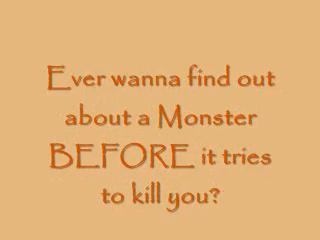 Ever wanna find out
about a Monster
BEFORE it tries
to kill you?